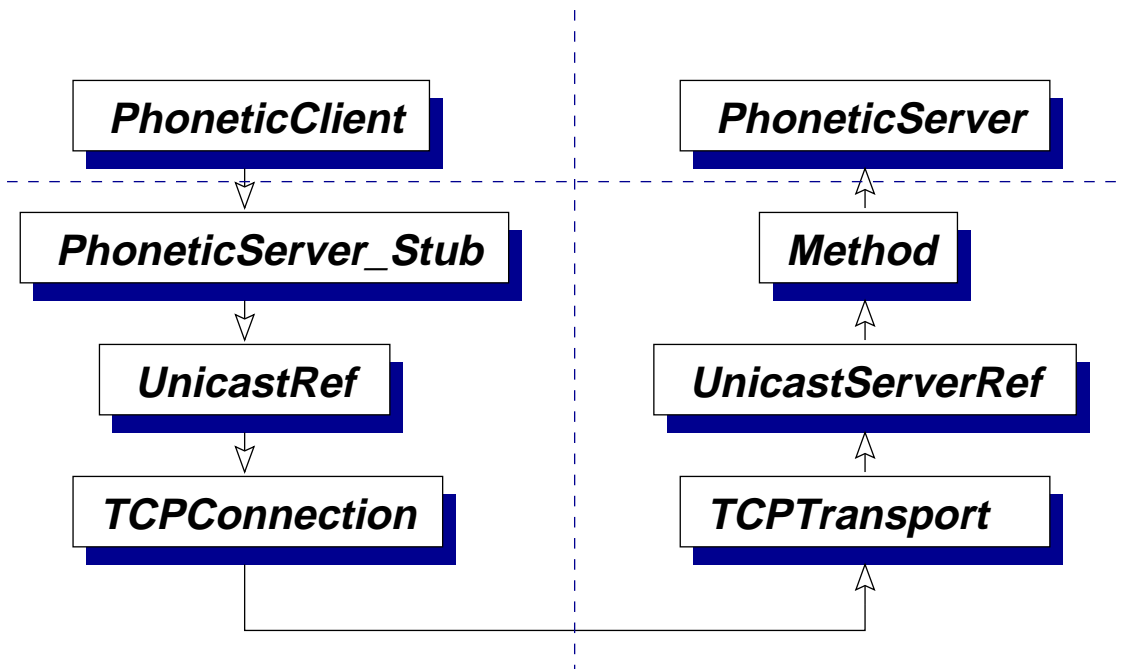 PhoneticClient
PhoneticServer
PhoneticServer_Stub
Method
UnicastRef
UnicastServerRef
TCPConnection
TCPTransport